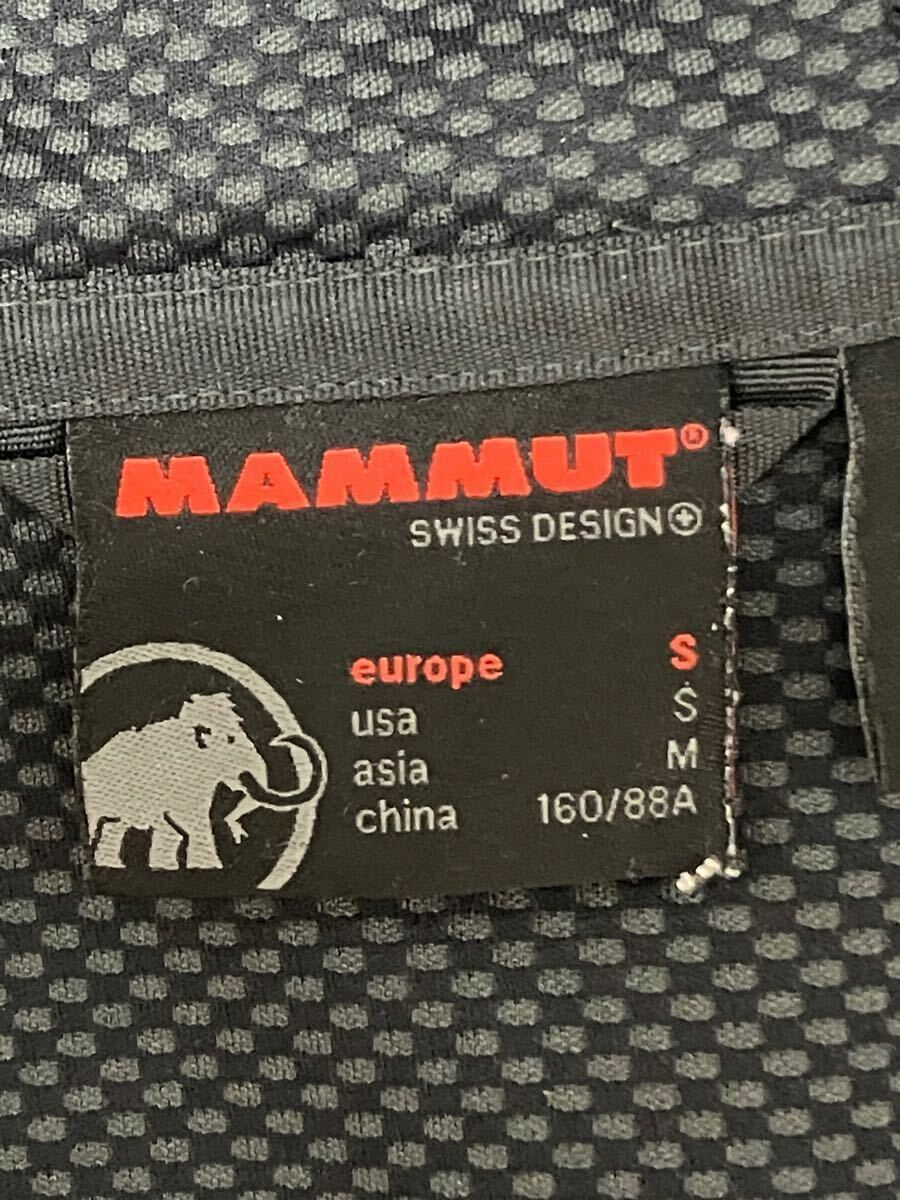 MAMMUT®
SWISS DESIGN
europe S
usa S
asia M
china 160/88A